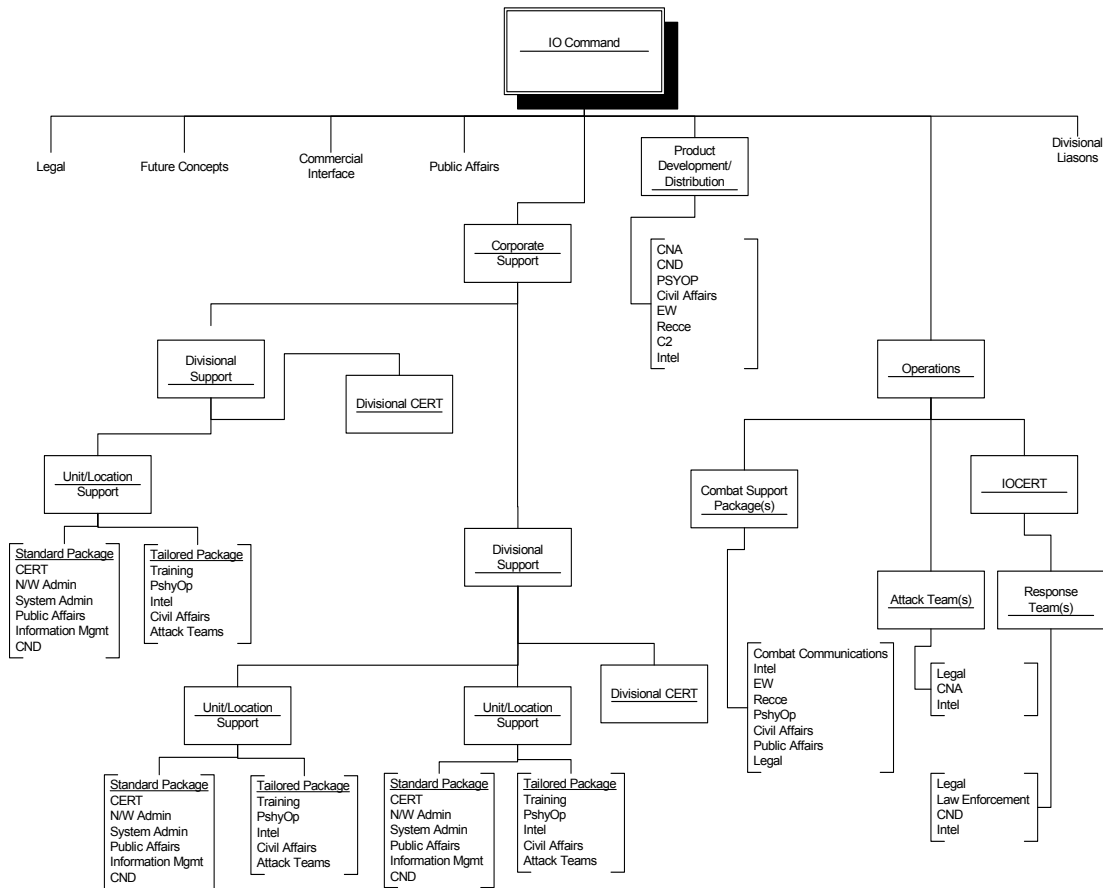 IO Command
Legal
Future Concepts
Commercial
Interface
Public Affairs
Product
Development/
Distribution
Divisional
Liasons
CNA
CND
PSYOP
Civil Affairs
EW
Recce
C2
Intel
Corporate
Support
Divisional
Support
Divisional CERT
Operations
Unit/Location
Support
Standard Package
CERT
N/W Admin
System Admin
Public Affairs
Information Mgmt
CND
Tailored Package
Training
PshyOp
Intel
Civil Affairs
Attack Teams
Divisional
Support
Combat Support
Package(s)
IOCERT
Attack Team(s)
Response
Team(s)
Combat Communications
Intel
EW
Recce
PshyOp
Civil Affairs
Public Affairs
Legal
Legal
CNA
Intel
Legal
Law Enforcement
CND
Intel
Unit/Location
Support
Unit/Location
Support
Divisional CERT
Standard Package
CERT
N/W Admin
System Admin
Public Affairs
Information Mgmt
CND
Tailored Package
Training
PshyOp
Intel
Civil Affairs
Attack Teams
Standard Package
CERT
N/W Admin
System Admin
Public Affairs
Information Mgmt
CND
Tailored Package
Training
PshyOp
Intel
Civil Affairs
Attack Teams